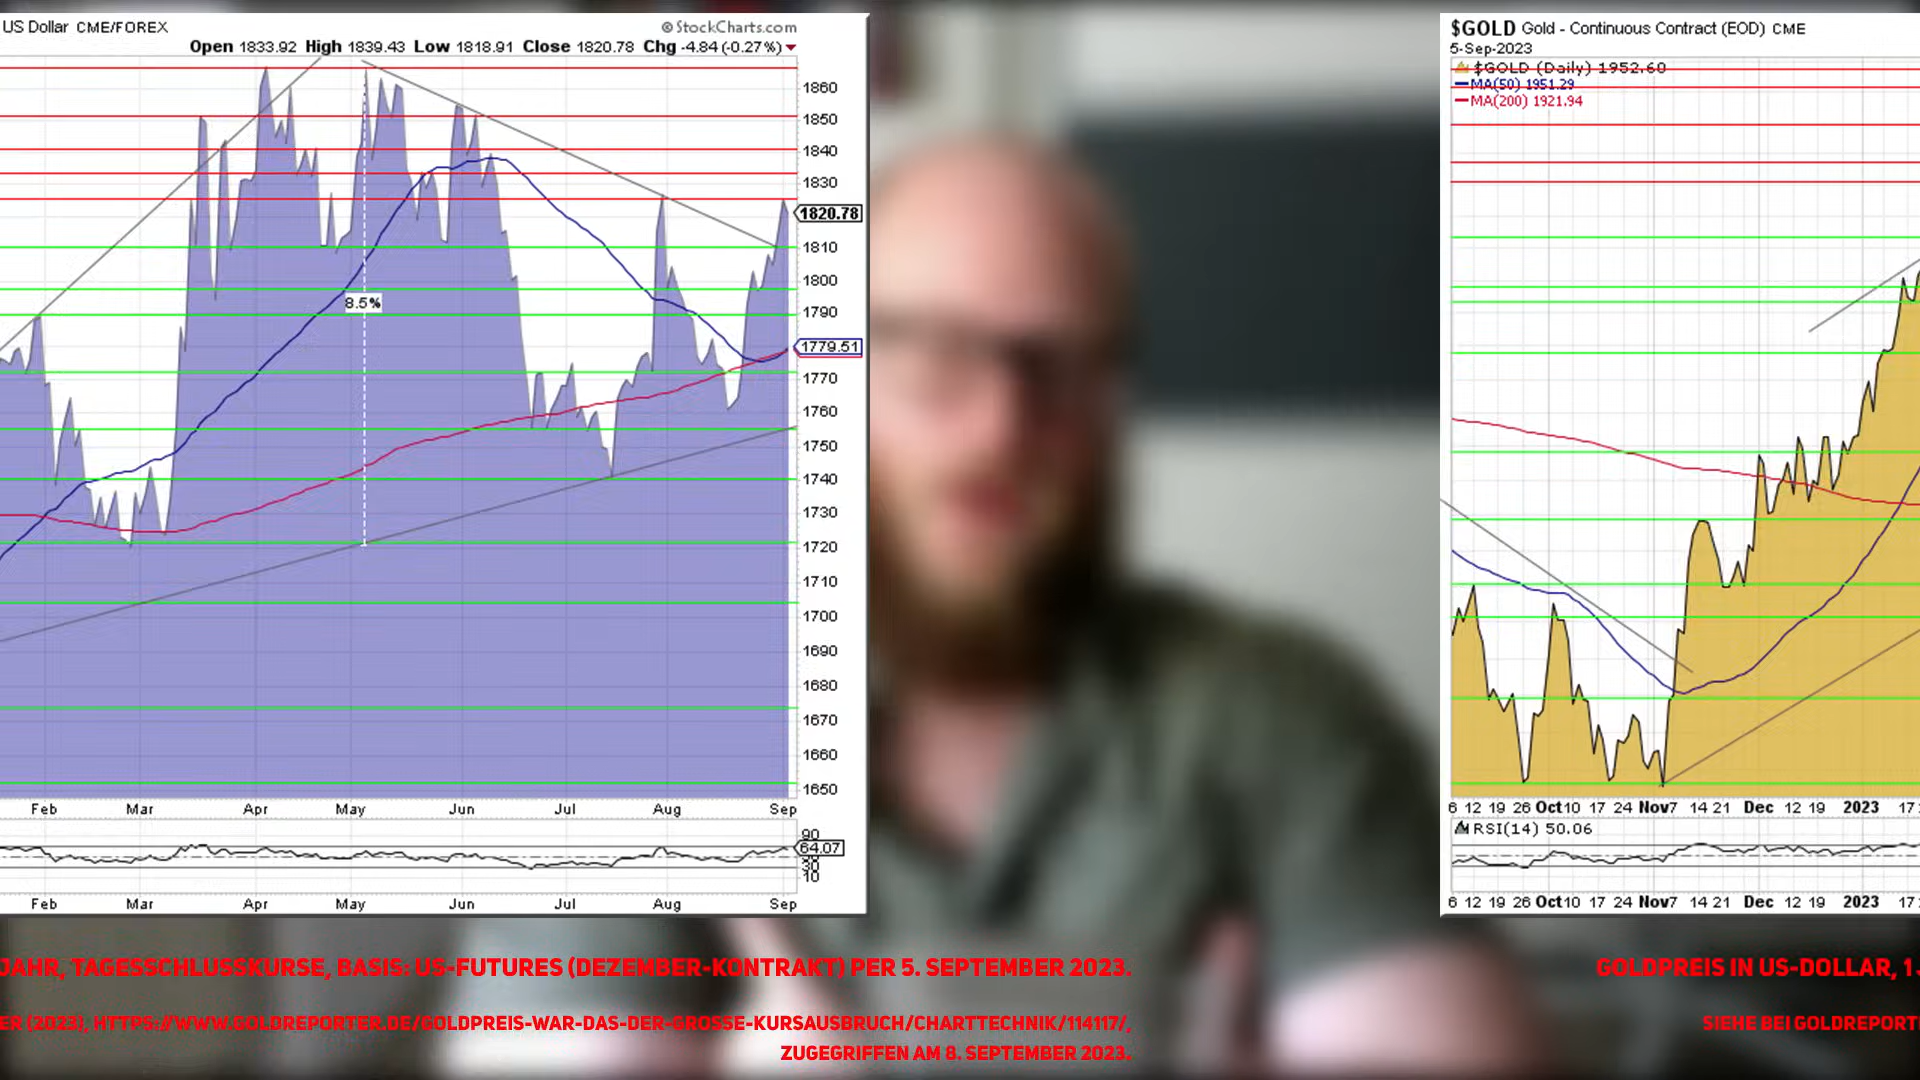 US Dollar CME/FOREX
© StockCharts.com
Open 1833.92 High 1839.43 Low 1818.91 Close 1820.78 Chg -4.84 (-0.27%)
1860
1850
1840
1830
1820.78
1810
1800
8.5%
1790
1779.51
1770
1760
1750
1740
1730
1720
1710
1700
1690
1680
1670
1660
1650
Feb Mar Apr May Jun Jul Aug Sep
90
64.07
30
10
Feb Mar Apr May Jun Jul Aug Sep
$GOLD Gold - Continuous Contract (EOD) CME
5-Sep-2023
$GOLD (Daily) 1952.60
MA(50) 1951.29
MA(200) 1921.94
6 12 19 26 Oct 10 17 24 Nov 7 14 21 Dec 12 19 2023 17
RSI(14) 50.06
6 12 19 26 Oct 10 17 24 Nov 7 14 21 Dec 12 19 2023 17
JAHR, TAGESSCHLUSSKURSE, BASIS: US-FUTURES (DEZEMBER-KONTRAKT) PER 5. SEPTEMBER 2023.
ER (2023), HTTPS://WWW.GOLDREPORTER.DE/GOLDPREIS-WAR-DAS-DER-GROSSE-KURSAUSBRUCH/CHARTTECHNIK/114117/,
ZUGEGRIFFEN AM 8. SEPTEMBER 2023.
GOLDPREIS IN US-DOLLAR, 1
SIEHE BEI GOLDREPORT